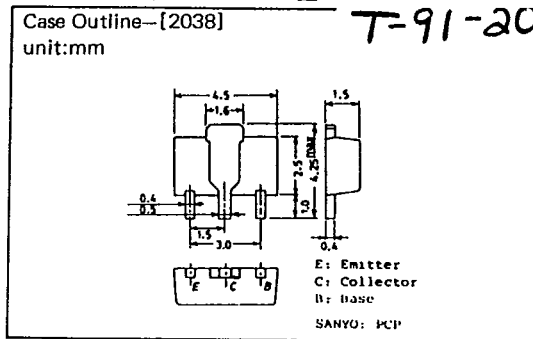 Case Outline—[2038]
T-91-20
unit:mm
4.5
1.6
1.5
2.5
4.25max
1.0
0.4
0.5
1.5
3.0
0.4
E C B
E: Emitter
C: Collector
B: Base
SANYO: PCP